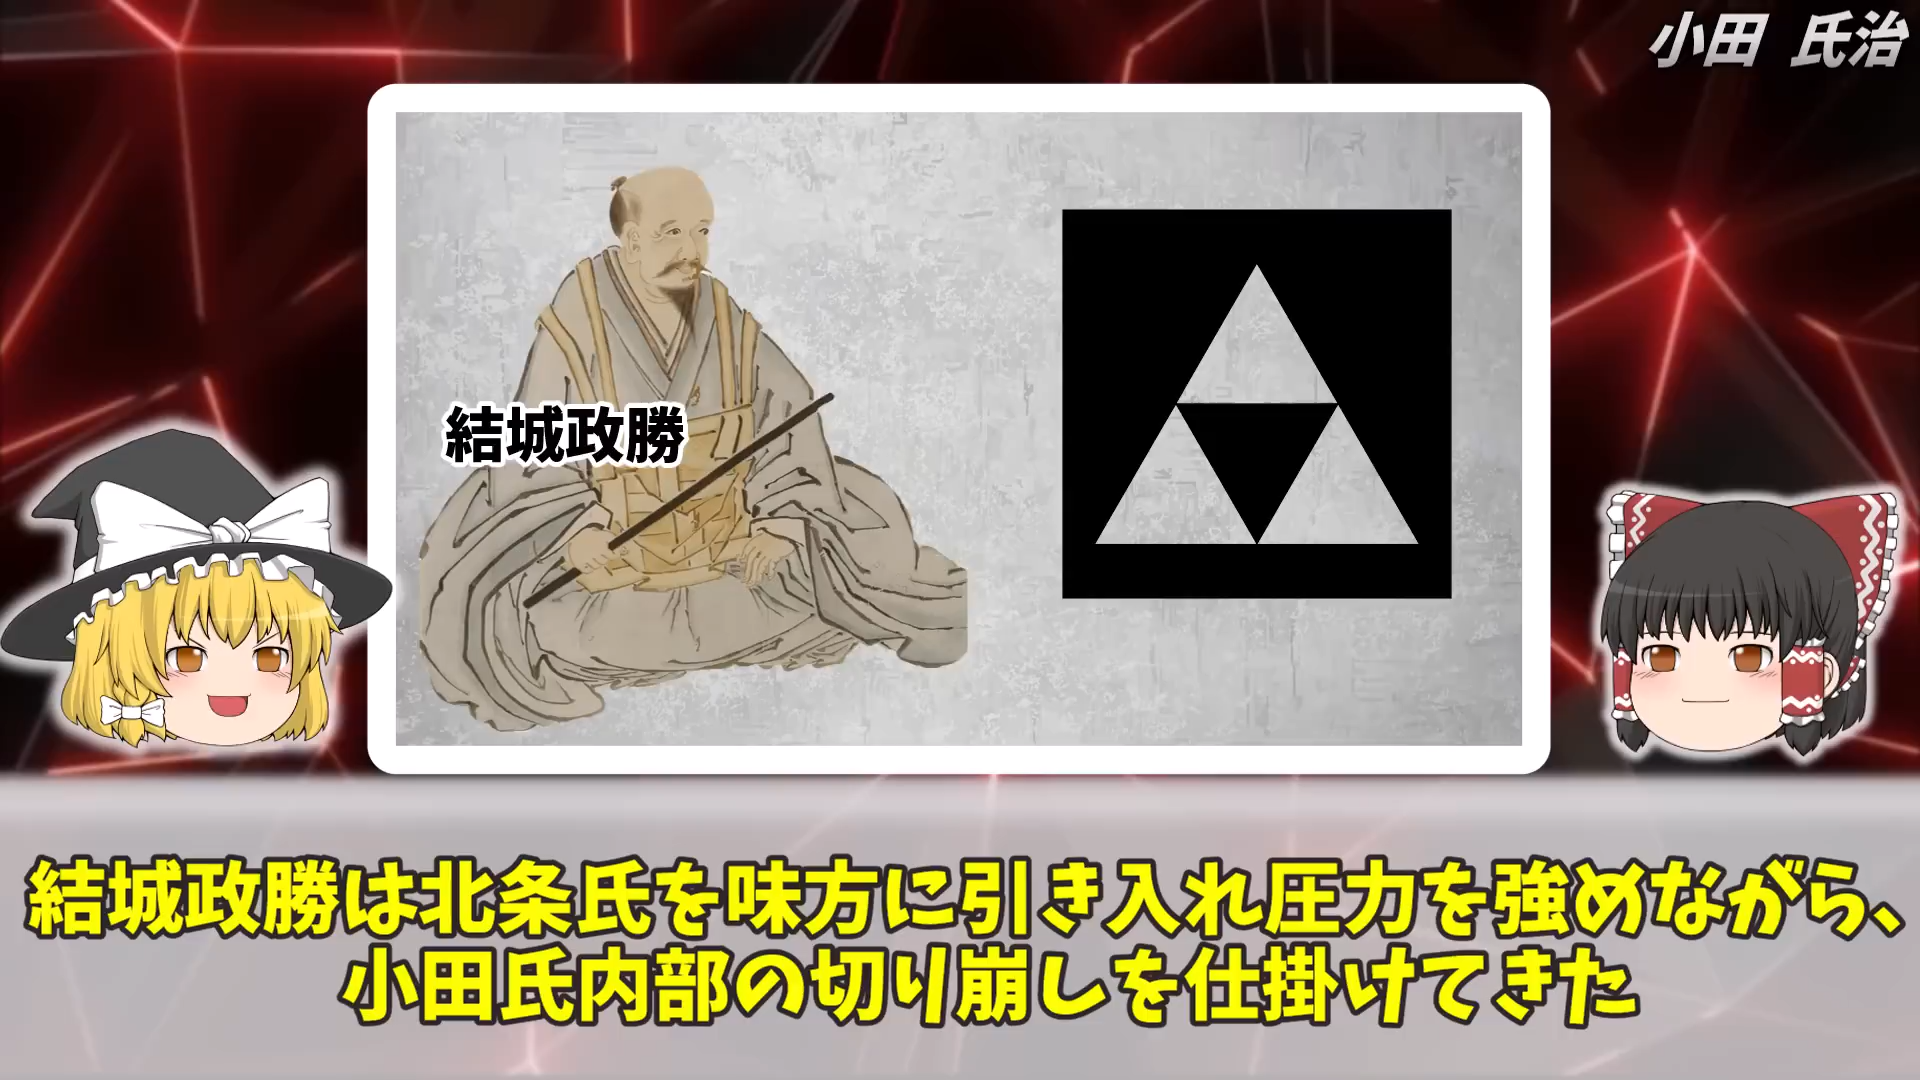 小田 氏治
結城政勝
結城政勝は北条氏を味方に引き入れ圧力を強めながら、
小田氏内部の切り崩しを仕掛けてきた